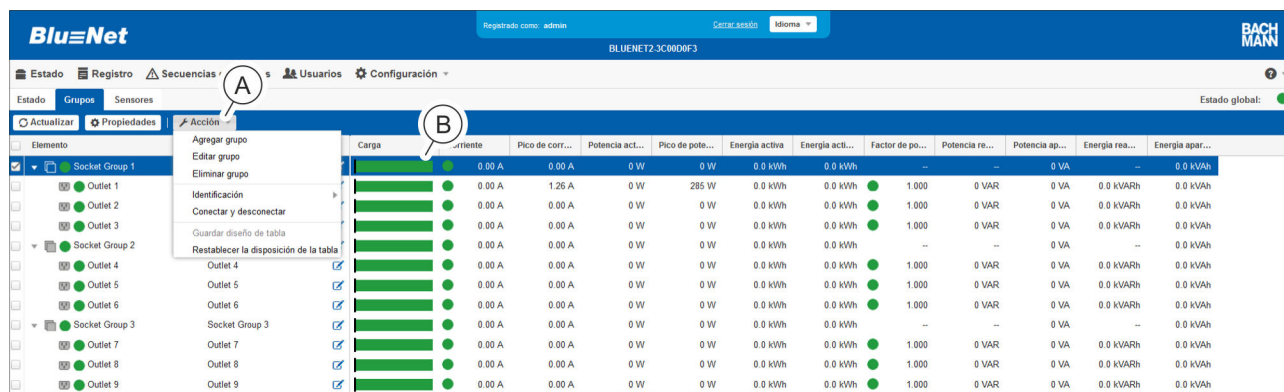 Blu≡Net
Registrado como: admin Cerrar sesión Idioma
BLUENET2-3C00D0F3
BACH MANN
Estado Registro Secuencias s Usuarios Configuración
A
Estado Grupos Sensores Estado global:
Actualizar Propiedades Acción
B
Elemento Carga rriente Pico de corr... Potencia act... Pico de pote... Energía activa Energía acti... Factor de po... Potencia re... Potencia ap... Energía rea... Energía apar...
Agregar grupo
Editar grupo
Eliminar grupo
Identificación
Conectar y desconectar
Guardar diseño de tabla
Restablecer la disposición de la tabla
Socket Group 1 0.00 A 0.00 A 0 W 0 W 0.0 kWh 0.0 kWh -- -- 0 VA -- 0.0 kVAh
Outlet 1 0.00 A 1.26 A 0 W 285 W 0.0 kWh 0.0 kWh 1.000 0 VAR 0 VA 0.0 kVARh 0.0 kVAh
Outlet 2 0.00 A 0.00 A 0 W 0 W 0.0 kWh 0.0 kWh 1.000 0 VAR 0 VA 0.0 kVARh 0.0 kVAh
Outlet 3 0.00 A 0.00 A 0 W 0 W 0.0 kWh 0.0 kWh 1.000 0 VAR 0 VA 0.0 kVARh 0.0 kVAh
Socket Group 2 0.00 A 0.00 A 0 W 0 W 0.0 kWh 0.0 kWh -- -- 0 VA -- 0.0 kVAh
Outlet 4 Outlet 4 0.00 A 0.00 A 0 W 0 W 0.0 kWh 0.0 kWh 1.000 0 VAR 0 VA 0.0 kVARh 0.0 kVAh
Outlet 5 Outlet 5 0.00 A 0.00 A 0 W 0 W 0.0 kWh 0.0 kWh 1.000 0 VAR 0 VA 0.0 kVARh 0.0 kVAh
Outlet 6 Outlet 6 0.00 A 0.00 A 0 W 0 W 0.0 kWh 0.0 kWh 1.000 0 VAR 0 VA 0.0 kVARh 0.0 kVAh
Socket Group 3 Socket Group 3 0.00 A 0.00 A 0 W 0 W 0.0 kWh 0.0 kWh -- -- 0 VA -- 0.0 kVAh
Outlet 7 Outlet 7 0.00 A 0.00 A 0 W 0 W 0.0 kWh 0.0 kWh 1.000 0 VAR 0 VA 0.0 kVARh 0.0 kVAh
Outlet 8 Outlet 8 0.00 A 0.00 A 0 W 0 W 0.0 kWh 0.0 kWh 1.000 0 VAR 0 VA 0.0 kVARh 0.0 kVAh
Outlet 9 Outlet 9 0.00 A 0.00 A 0 W 0 W 0.0 kWh 0.0 kWh 1.000 0 VAR 0 VA 0.0 kVARh 0.0 kVAh